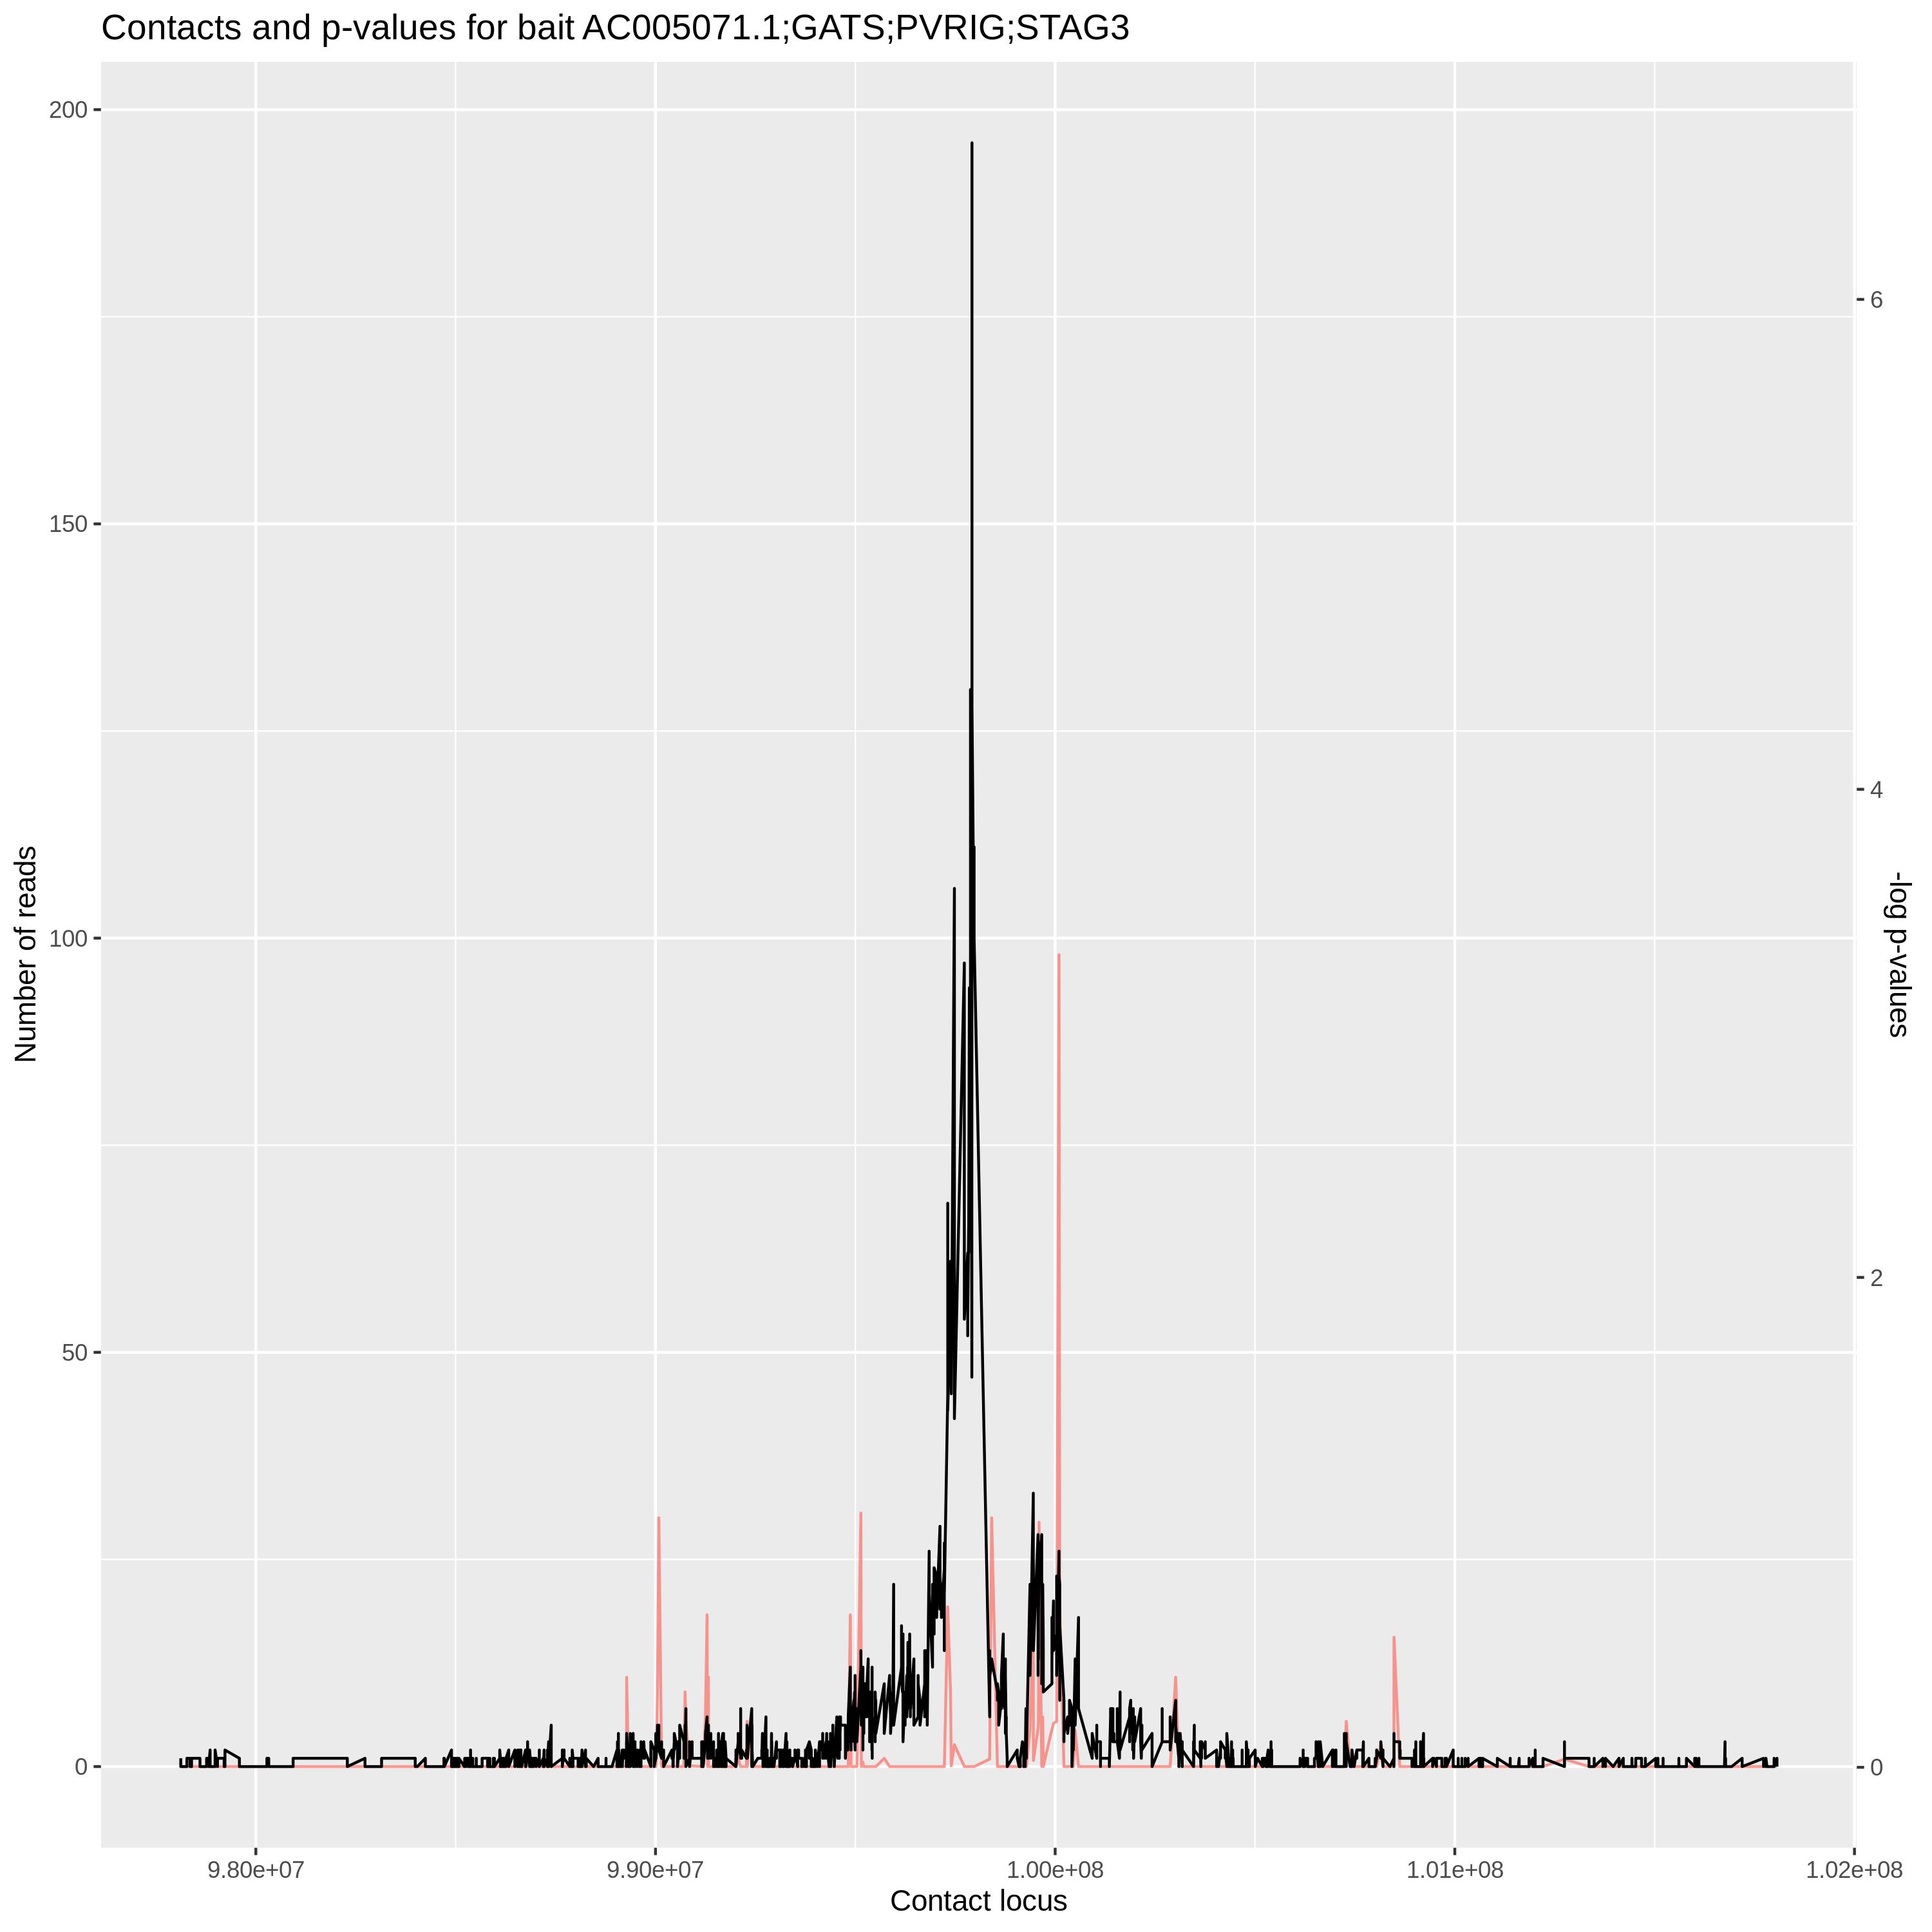 Contacts and p-values for bait AC005071.1;GATS;PVRIG;STAG3
200
150
100
50
0
Number of reads
6
4
2
0
-log p-values
9.80e+07
9.90e+07
1.00e+08
1.01e+08
1.02e+08
Contact locus